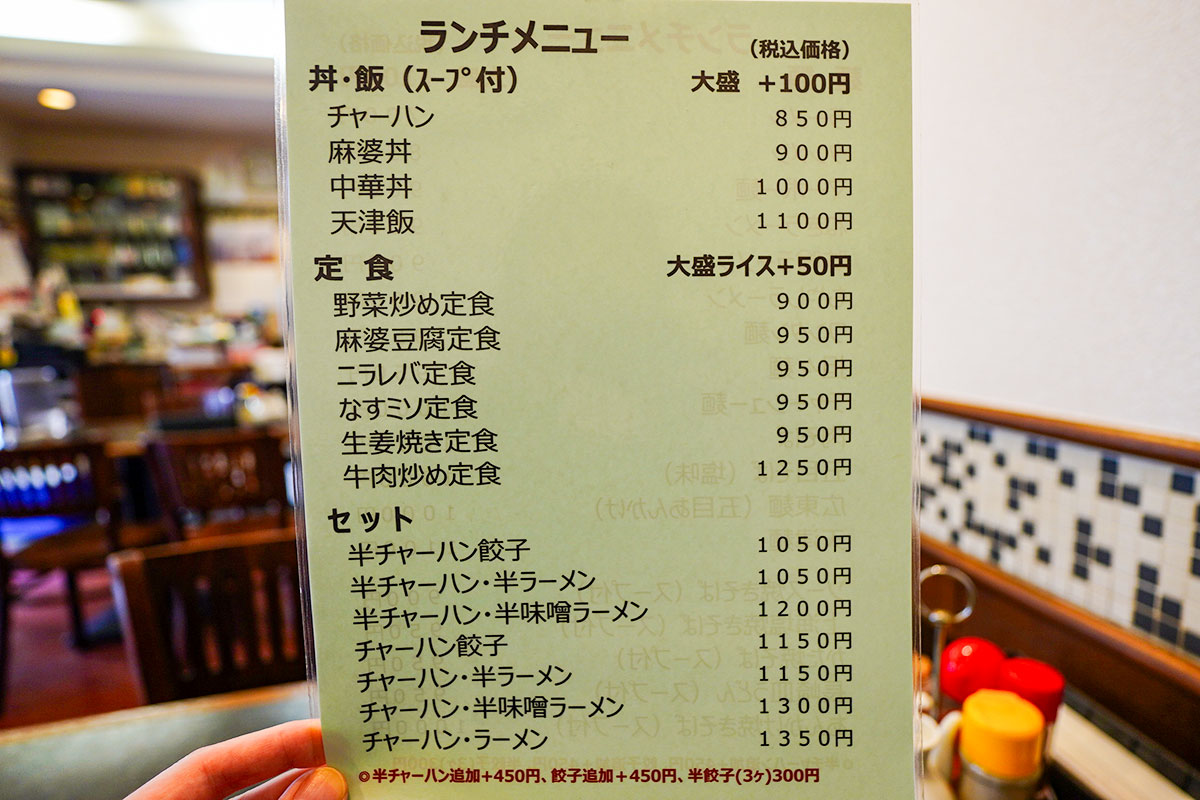 ランチメニュー (税込価格)
丼・飯(ｽｰﾌﾟ付) 大盛 +100円
チャーハン 850円
麻婆丼 900円
中華丼 1000円
天津飯 1100円
定 食 大盛ライス+50円
野菜炒め定食 900円
麻婆豆腐定食 950円
ニラレバ定食 950円
なすミソ定食 950円
生姜焼き定食 950円
牛肉炒め定食 1250円
セット
半チャーハン餃子 1050円
半チャーハン・半ラーメン 1050円
半チャーハン・半味噌ラーメン 1200円
チャーハン餃子 1150円
チャーハン・半ラーメン 1150円
チャーハン・半味噌ラーメン 1300円
チャーハン・ラーメン 1350円
◎半チャーハン追加+450円、餃子追加+450円、半餃子(3ヶ)300円